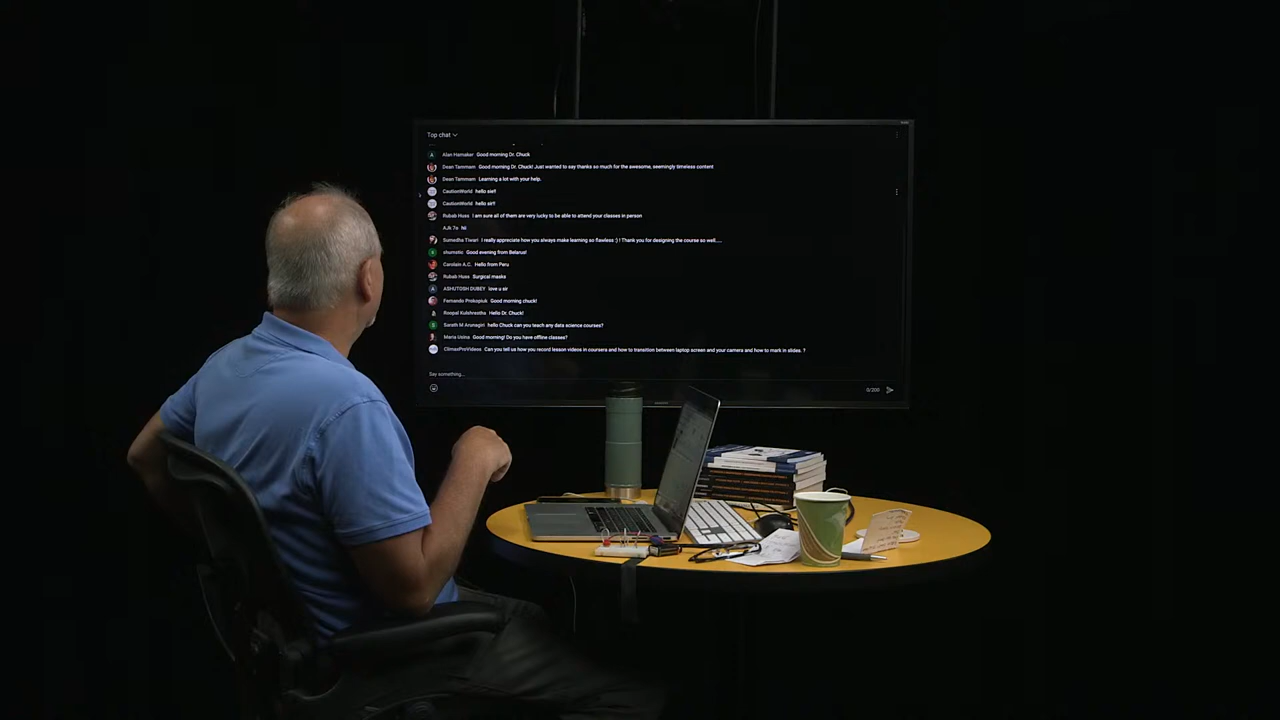 Top chat
Alan Hamaker Good morning Dr. Chuck
Dean Tammam Good morning Dr. Chuck! Just wanted to say thanks so much for the awesome, seemingly timeless content
Dean Tammam Learning a lot with your help.
CautionWorld hello sie!!
CautionWorld hello sir!!
Rubab Huss I am sure all of them are very lucky to be able to attend your classes in person
AJk 7o hii
Sumedha Tiwari I really appreciate how you always make learning so flawless :) ! Thank you for designing the course so well.....
shumetic Good evening from Belarus!
Carolain A.C. Hello from Peru
Rubab Huss Surgical masks
ASHUTOSH DUBEY love u sir
Fernando Prokopiuk Good morning chuck!
Roopal Kulshrestha Hello Dr. Chuck!
Sarath M Arunagiri hello Chuck can you teach any data science courses?
Maria Usina Good morning! Do you have offline classes?
ClimaxProVideos Can you tell us how you record lesson videos in coursera and how to transition between laptop screen and your camera and how to mark in slides. ?
Say something...
0/200